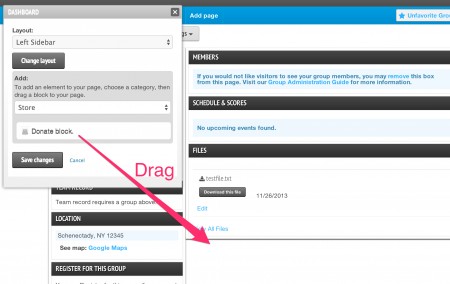 DASHBOARD
Layout:
Left Sidebar
Change layout
Add:
To add an element to your page, choose a category, then
drag a block to your page.
Store
Donate block.
Save changes
Cancel
Drag
Add page
Unfavorite Gro
gs
MEMBERS
If you would not like visitors to see your group members, you may remove this box
from this page. Visit our Group Administration Guide for more information.
SCHEDULE & SCORES
No upcoming events found.
FILES
testfile.txt
Download this file
11/26/2013
Edit
All Files
TEAM RECORD
Team record requires a group above
LOCATION
Schenectady, NY 12345
See map: Google Maps
REGISTER FOR THIS GROUP